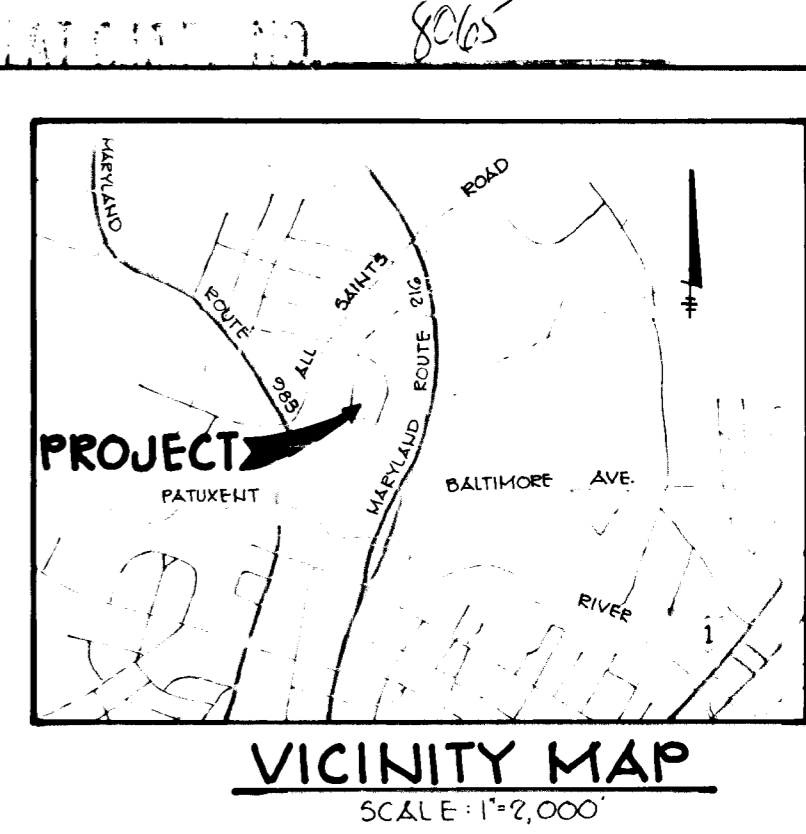 8065
MARYLAND
ROUTE
983
ALL SAINTS ROAD
MARYLAND ROUTE 216
PROJECT
PATUXENT
BALTIMORE AVE.
RIVER
1
VICINITY MAP
SCALE: 1"=2,000'